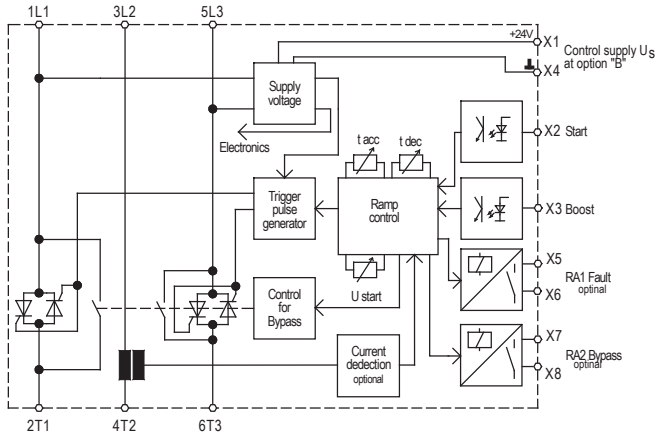 1L1
3L2
5L3
+24V
X1
Control supply US
at option "B"
X4
Supply
voltage
Electronics
t acc
t dec
X2 Start
Trigger
pulse
generator
Ramp
control
X3 Boost
X5
RA1 Fault
optinal
X6
U start
Control
for
Bypass
X7
RA2 Bypass
optinal
X8
Current
dedection
optional
2T1
4T2
6T3